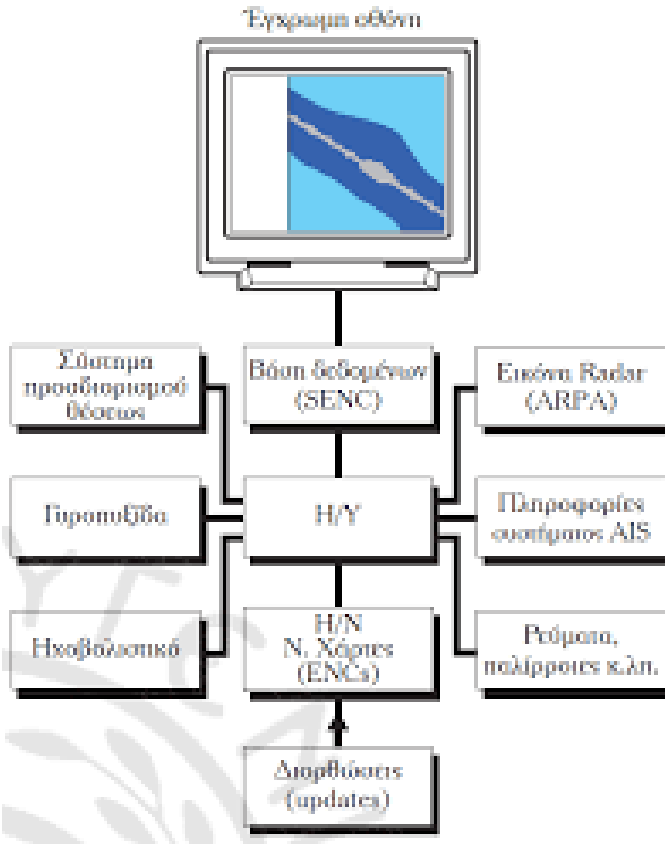 Έγχρωμη οθόνη
Σύστημα
προσδιορισμού
θέσεως
Βάση δεδομένων
(SENC)
Εικόνα Radar
(ARPA)
Γυροπυξίδα
Η/Υ
Πληροφορίες
συστήματος AIS
Ηχοβολιστικό
Η/Ν
Ν. Χάρτες
(ENCs)
Ρεύματα,
παλίρροιες κ.λπ.
Διορθώσεις
(updates)